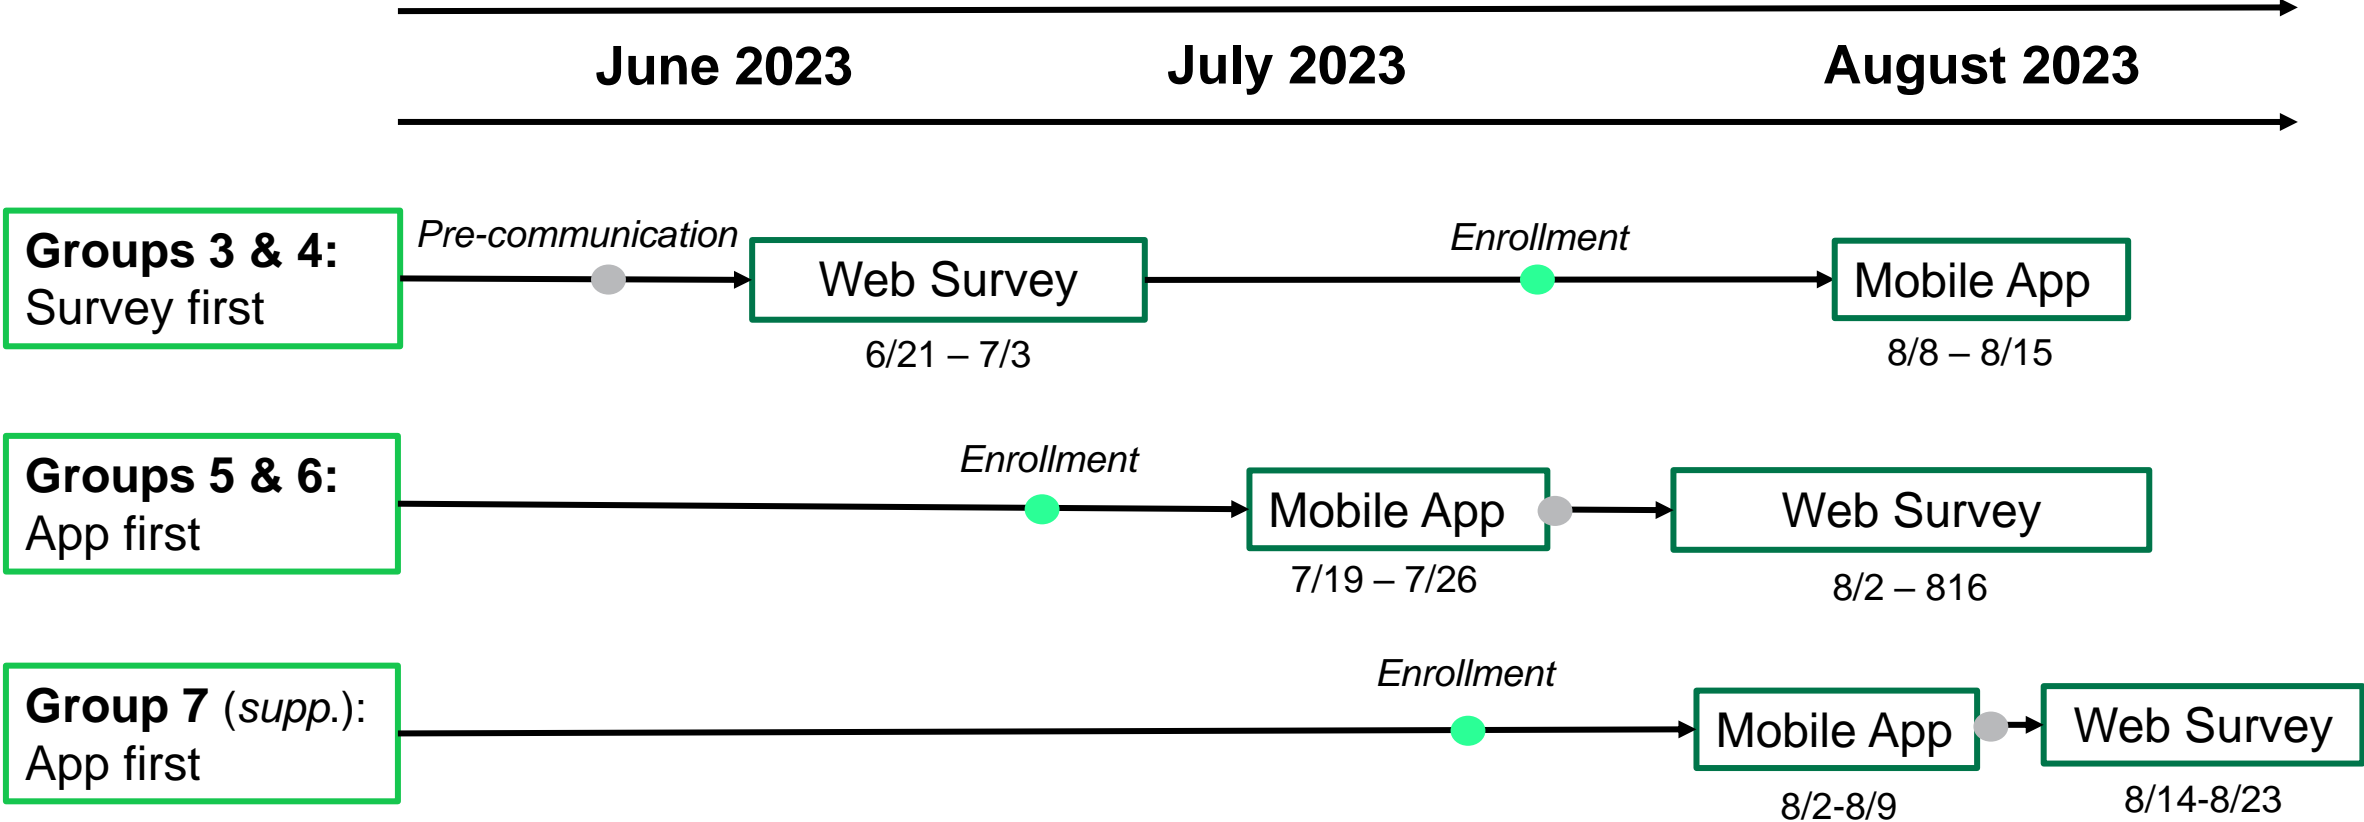 June 2023 July 2023 August 2023
Groups 3 & 4:
Survey first
Pre-communication
Web Survey
6/21 – 7/3
Enrollment
Mobile App
8/8 – 8/15
Groups 5 & 6:
App first
Enrollment
Mobile App
7/19 – 7/26
Web Survey
8/2 – 816
Group 7 (supp.):
App first
Enrollment
Mobile App
8/2-8/9
Web Survey
8/14-8/23